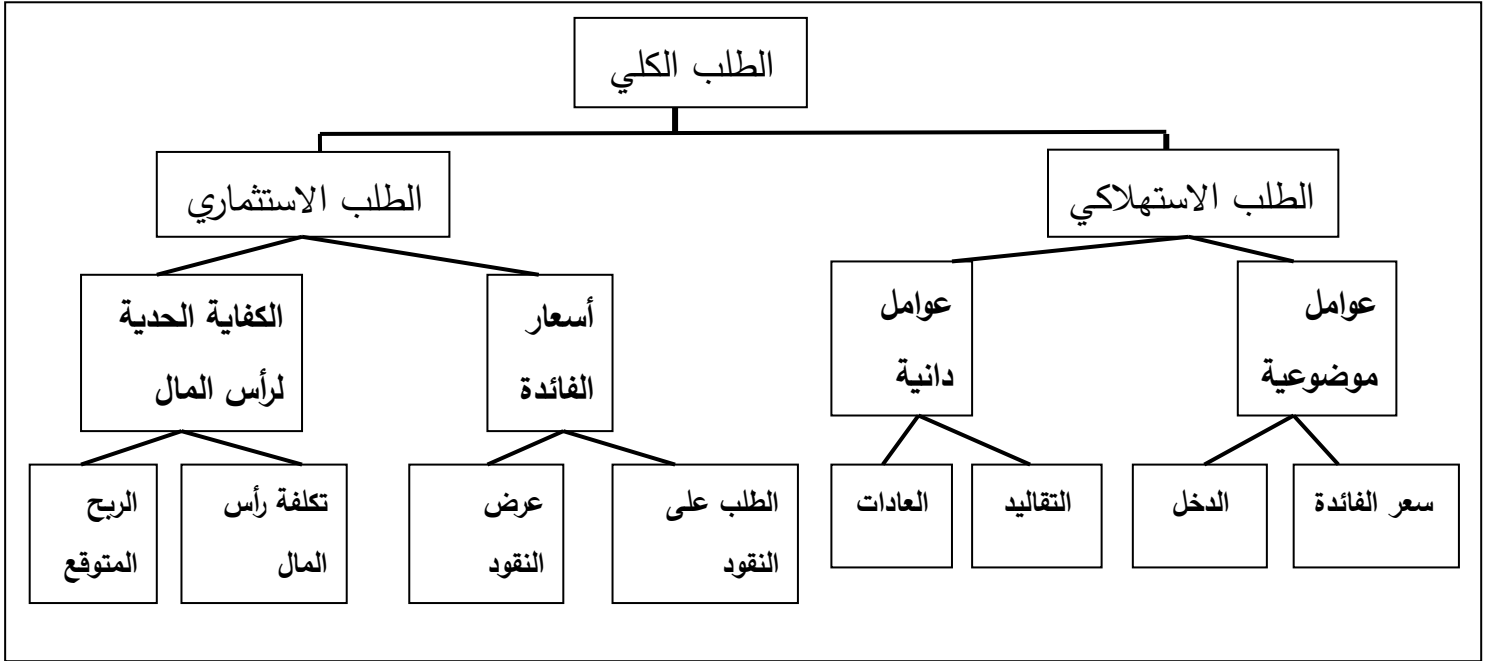 الطلب الكلي
الطلب الاستهلاكي
الطلب الاستثماري
عوامل
موضوعية
عوامل
دانية
أسعار
الفائدة
الكفاية الحدية
لرأس المال
سعر الفائدة
الدخل
التقاليد
العادات
الطلب على
النقود
عرض
النقود
تكلفة رأس
المال
الربح
المتوقع